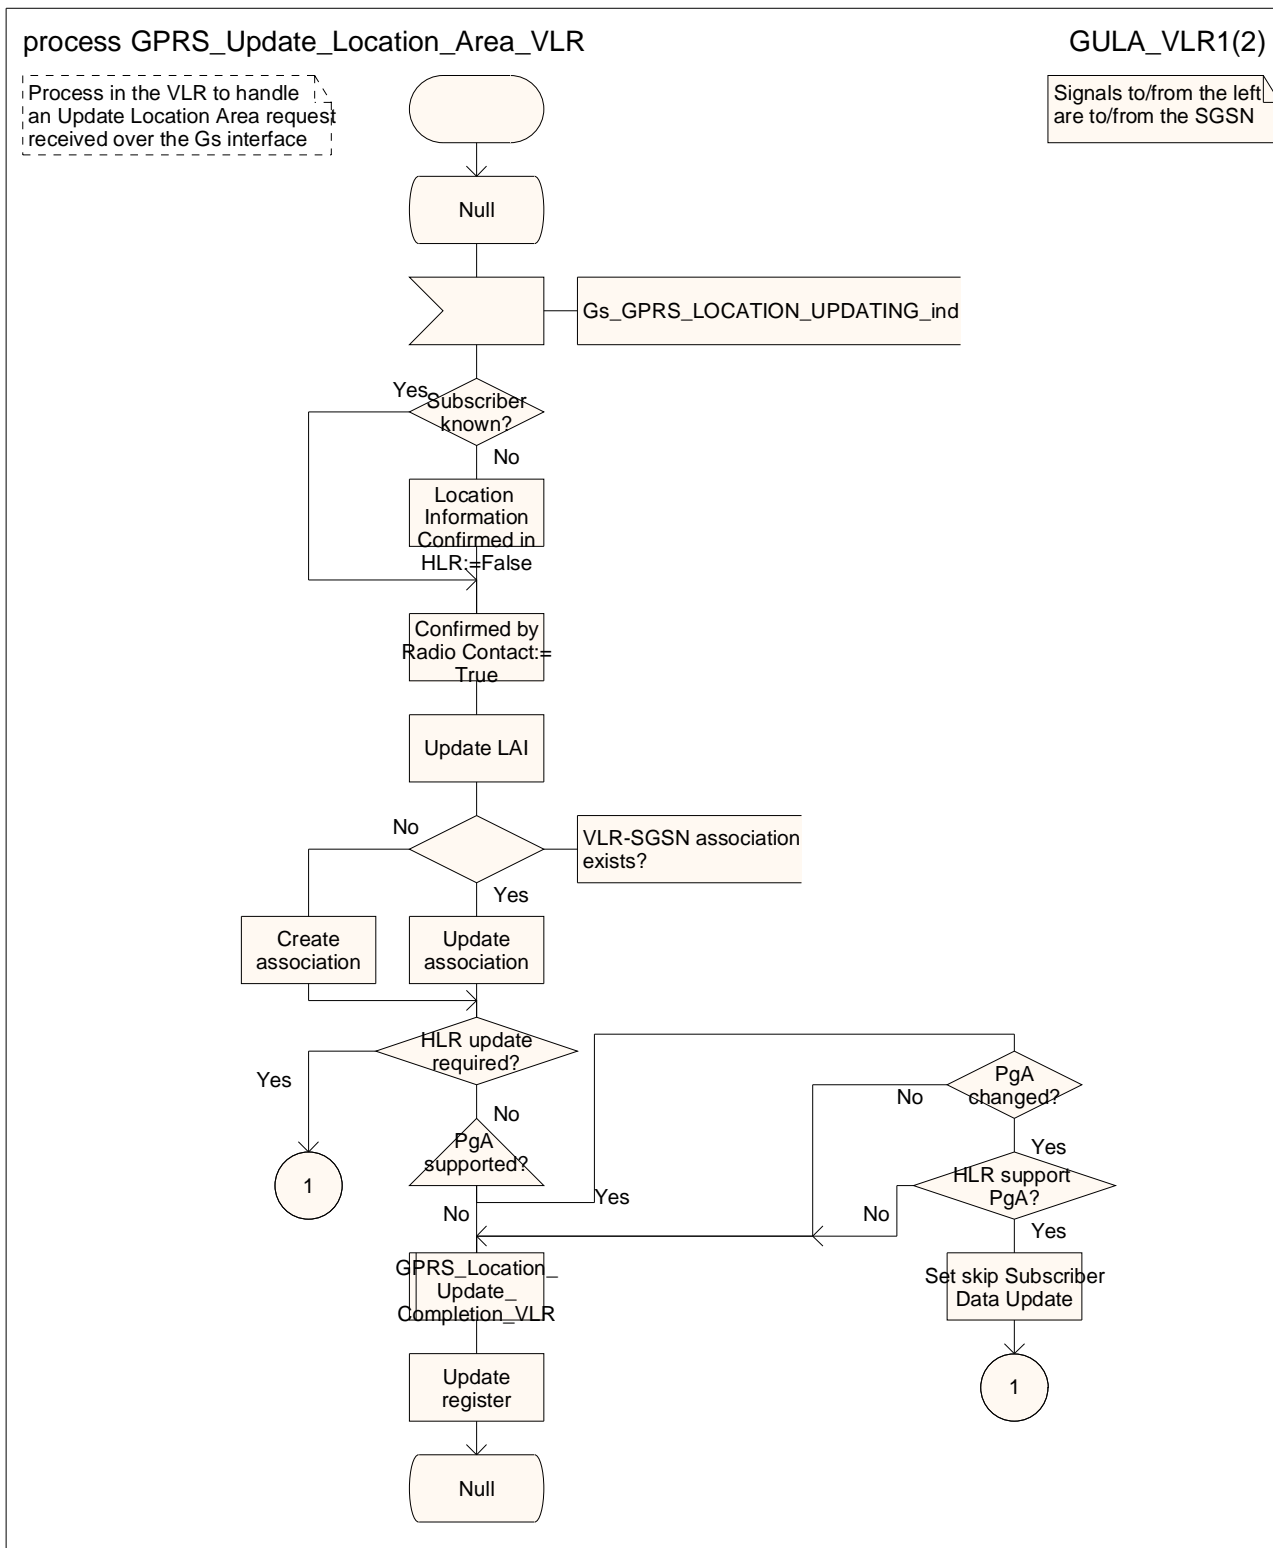 process GPRS_Update_Location_Area_VLR
GULA_VLR1(2)
Process in the VLR to handle
an Update Location Area request
received over the Gs interface
Signals to/from the left
are to/from the SGSN
Null
Gs_GPRS_LOCATION_UPDATING_ind
Yes
Subscriber
known?
No
Location
Information
Confirmed in
HLR:=False
Confirmed by
Radio Contact:=
True
Update LAI
No
VLR-SGSN association
exists?
Yes
Create
association
Update
association
HLR update
required?
Yes
No
1
PgA
supported?
Yes
No
PgA
changed?
No
Yes
HLR support
PgA?
No
Yes
GPRS_Location_
Update_
Completion_VLR
Set skip Subscriber
Data Update
Update
register
1
Null